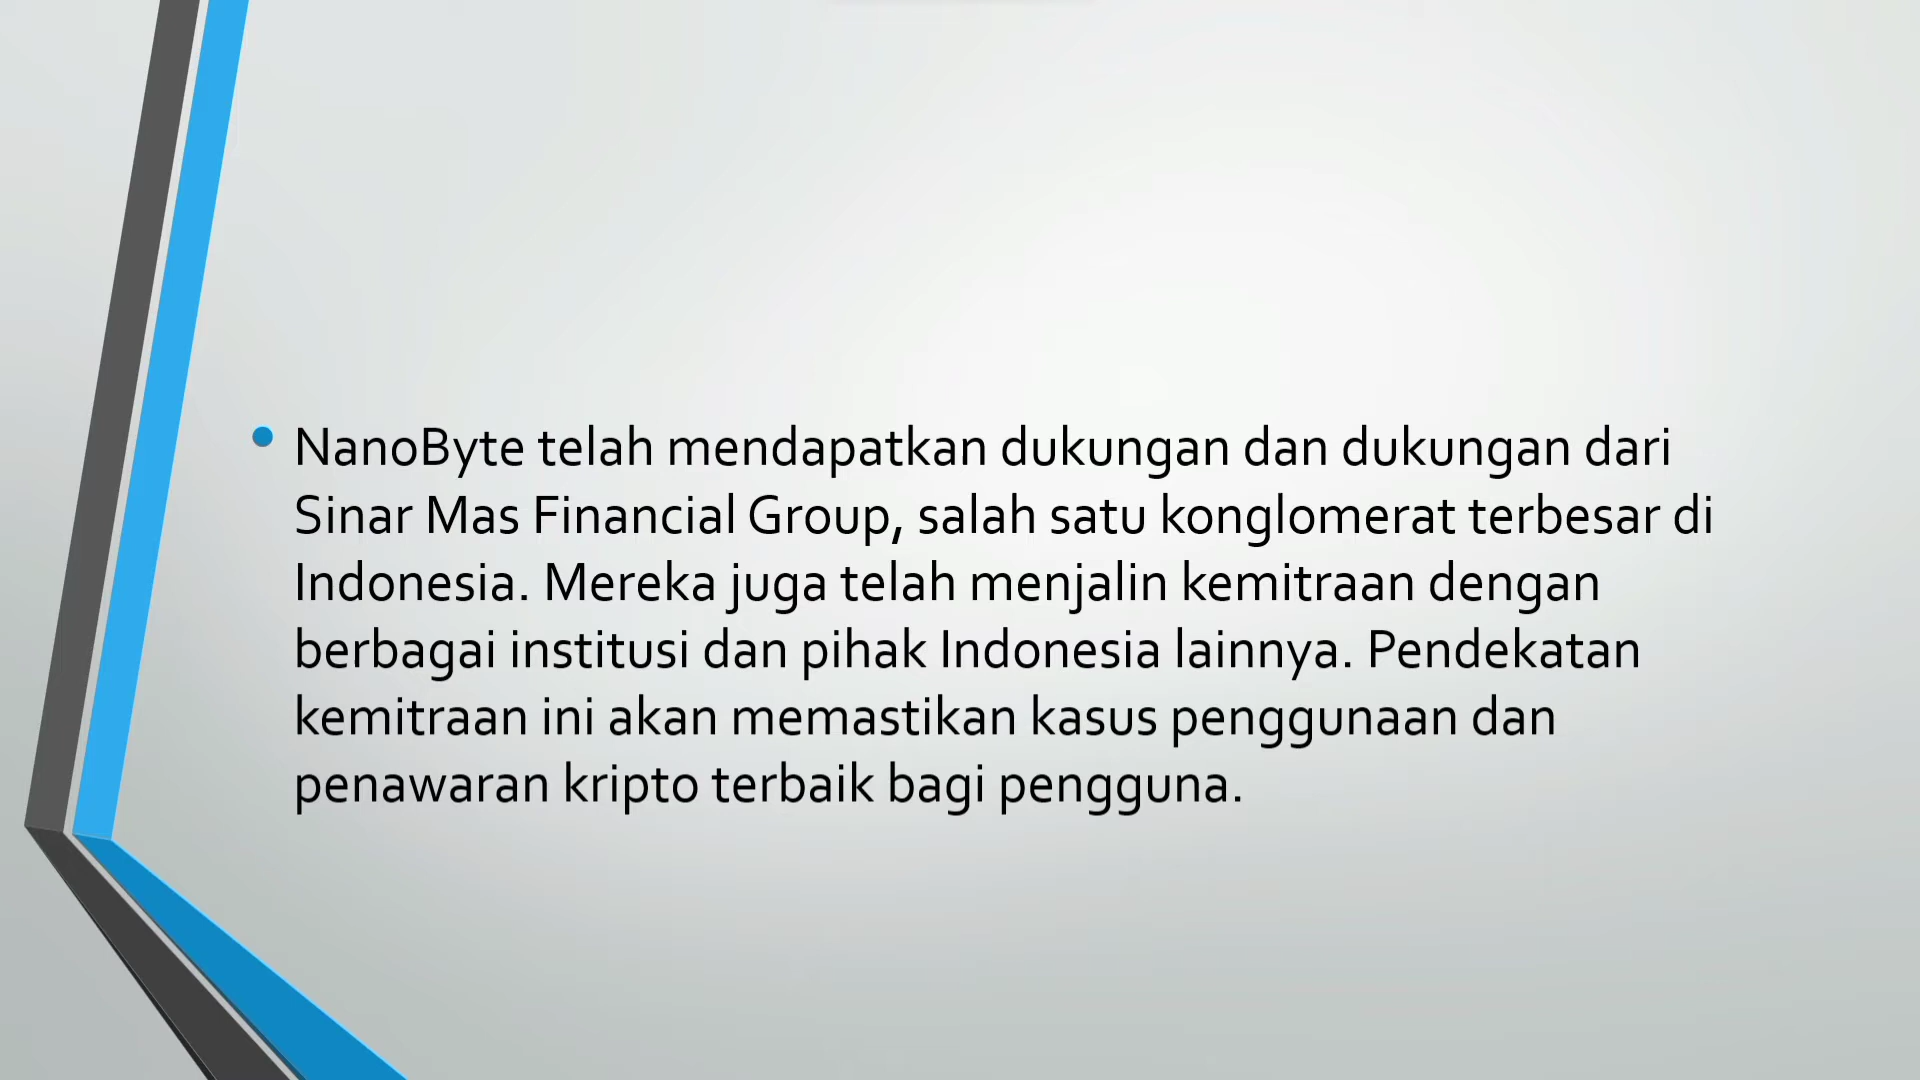 • NanoByte telah mendapatkan dukungan dan dukungan dari
Sinar Mas Financial Group, salah satu konglomerat terbesar di
Indonesia. Mereka juga telah menjalin kemitraan dengan
berbagai institusi dan pihak Indonesia lainnya. Pendekatan
kemitraan ini akan memastikan kasus penggunaan dan
penawaran kripto terbaik bagi pengguna.